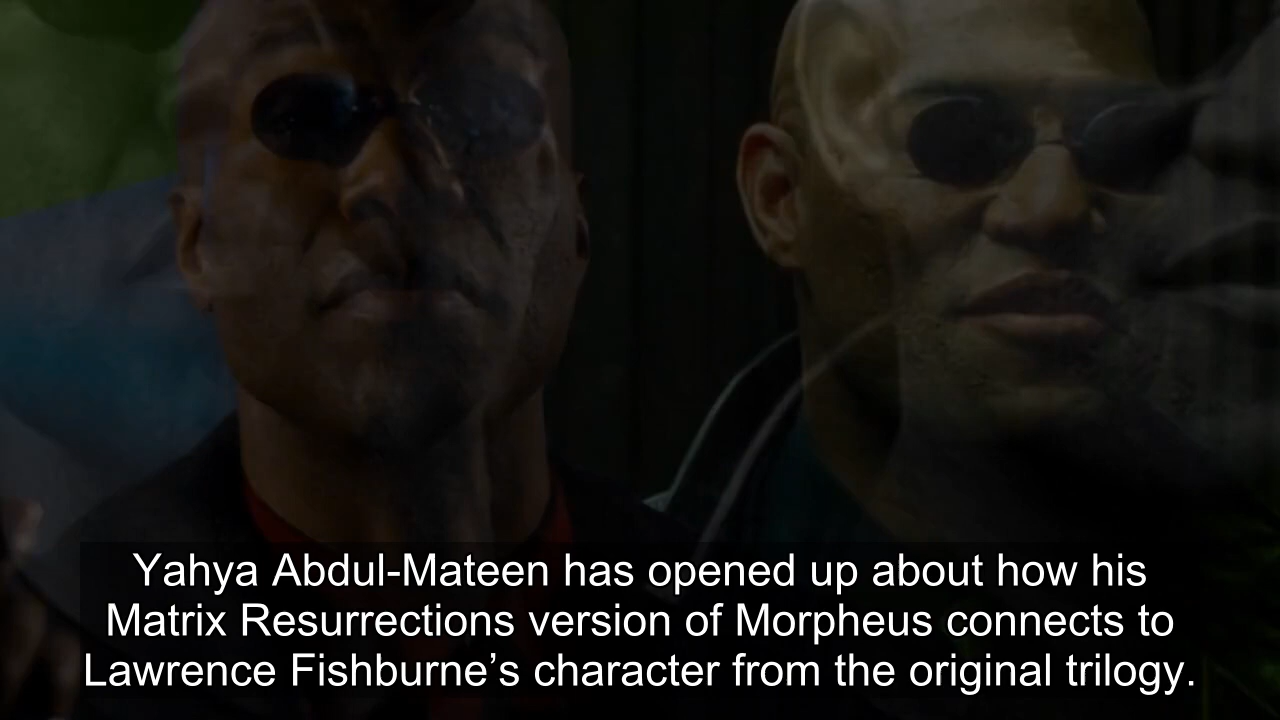 Yahya Abdul-Mateen has opened up about how his
Matrix Resurrections version of Morpheus connects to
Lawrence Fishburne’s character from the original trilogy.